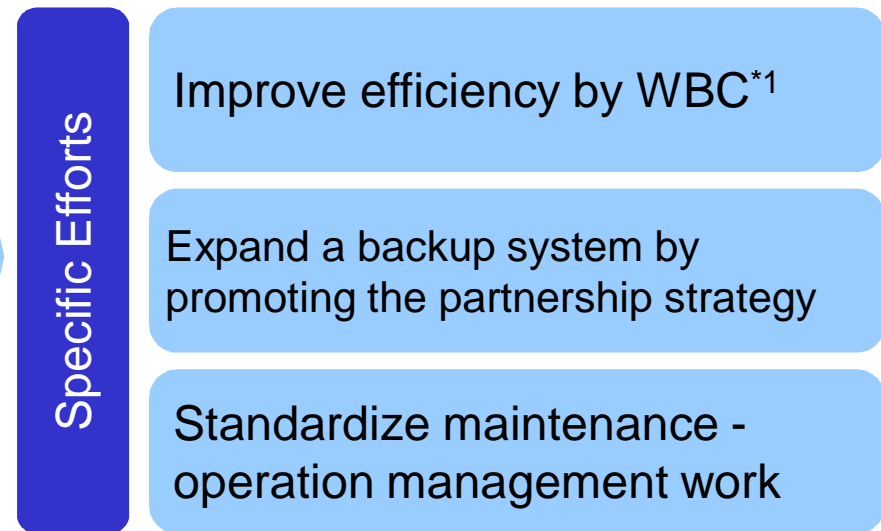 Specific Efforts
Improve efficiency by WBC*1
Expand a backup system by
promoting the partnership strategy
Standardize maintenance -
operation management work